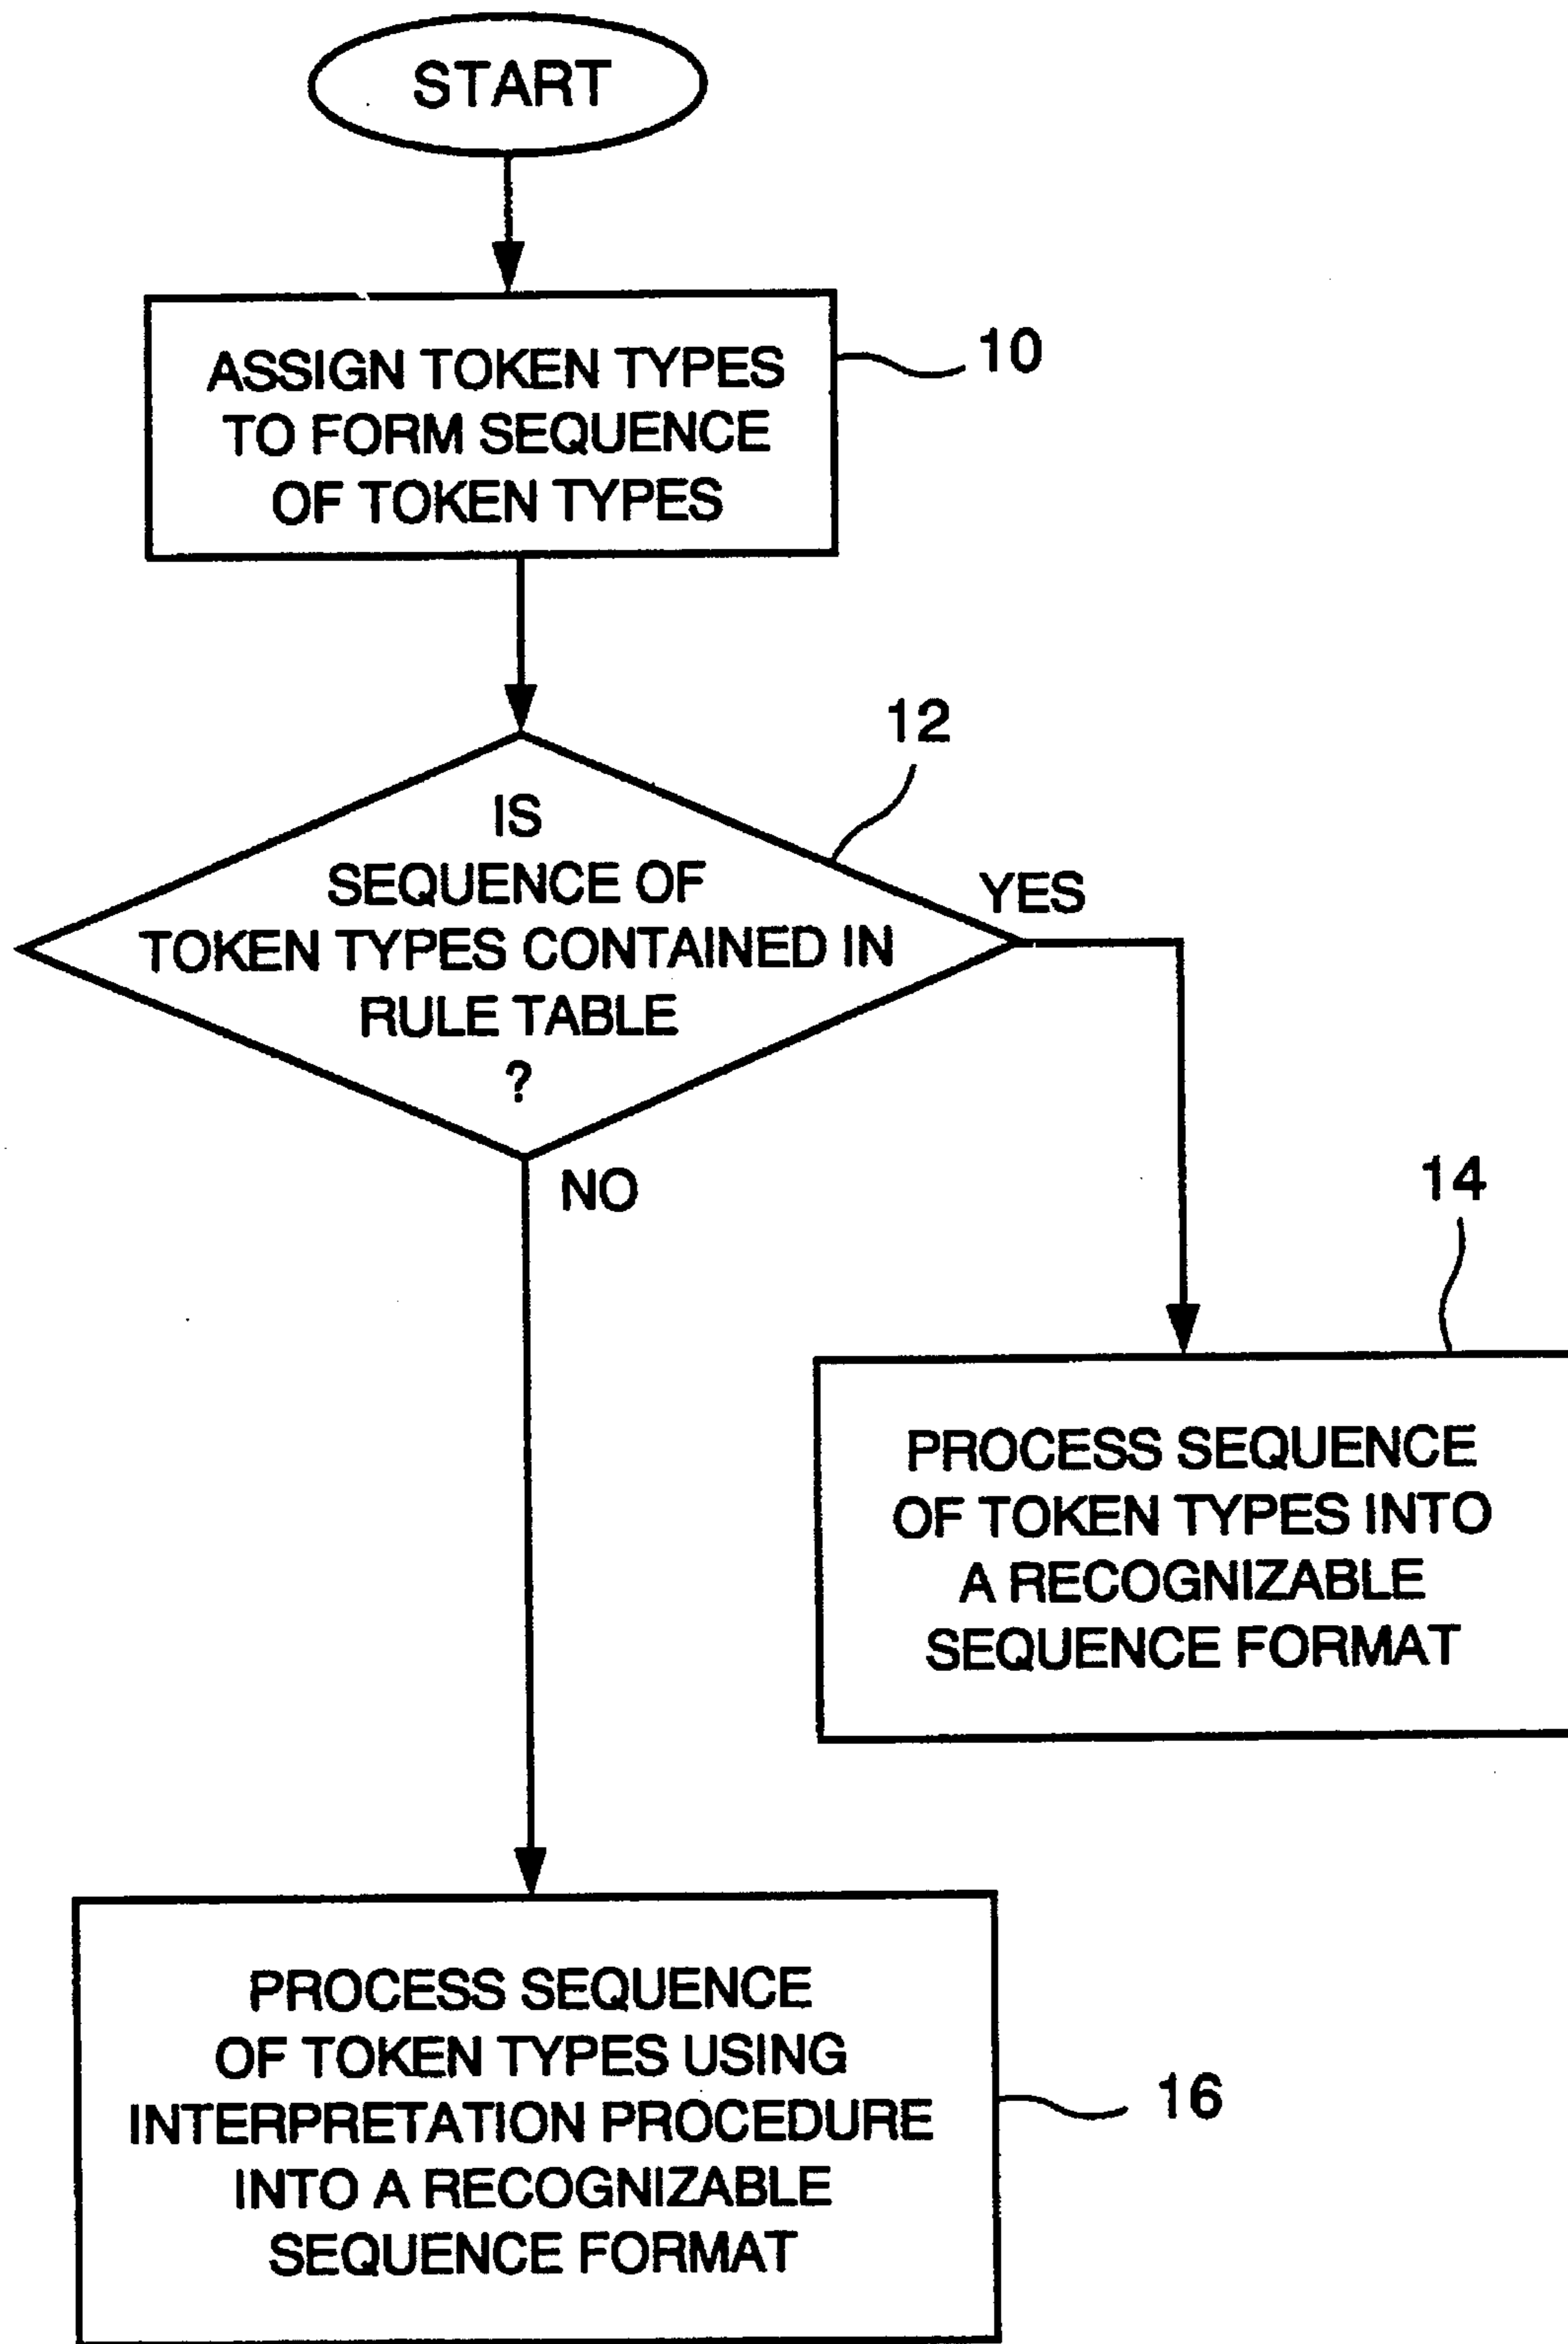 START
ASSIGN TOKEN TYPES
TO FORM SEQUENCE
OF TOKEN TYPES
10
12
IS
SEQUENCE OF
TOKEN TYPES CONTAINED IN
RULE TABLE
?
YES
NO
14
PROCESS SEQUENCE
OF TOKEN TYPES INTO
A RECOGNIZABLE
SEQUENCE FORMAT
PROCESS SEQUENCE
OF TOKEN TYPES USING
INTERPRETATION PROCEDURE
INTO A RECOGNIZABLE
SEQUENCE FORMAT
16